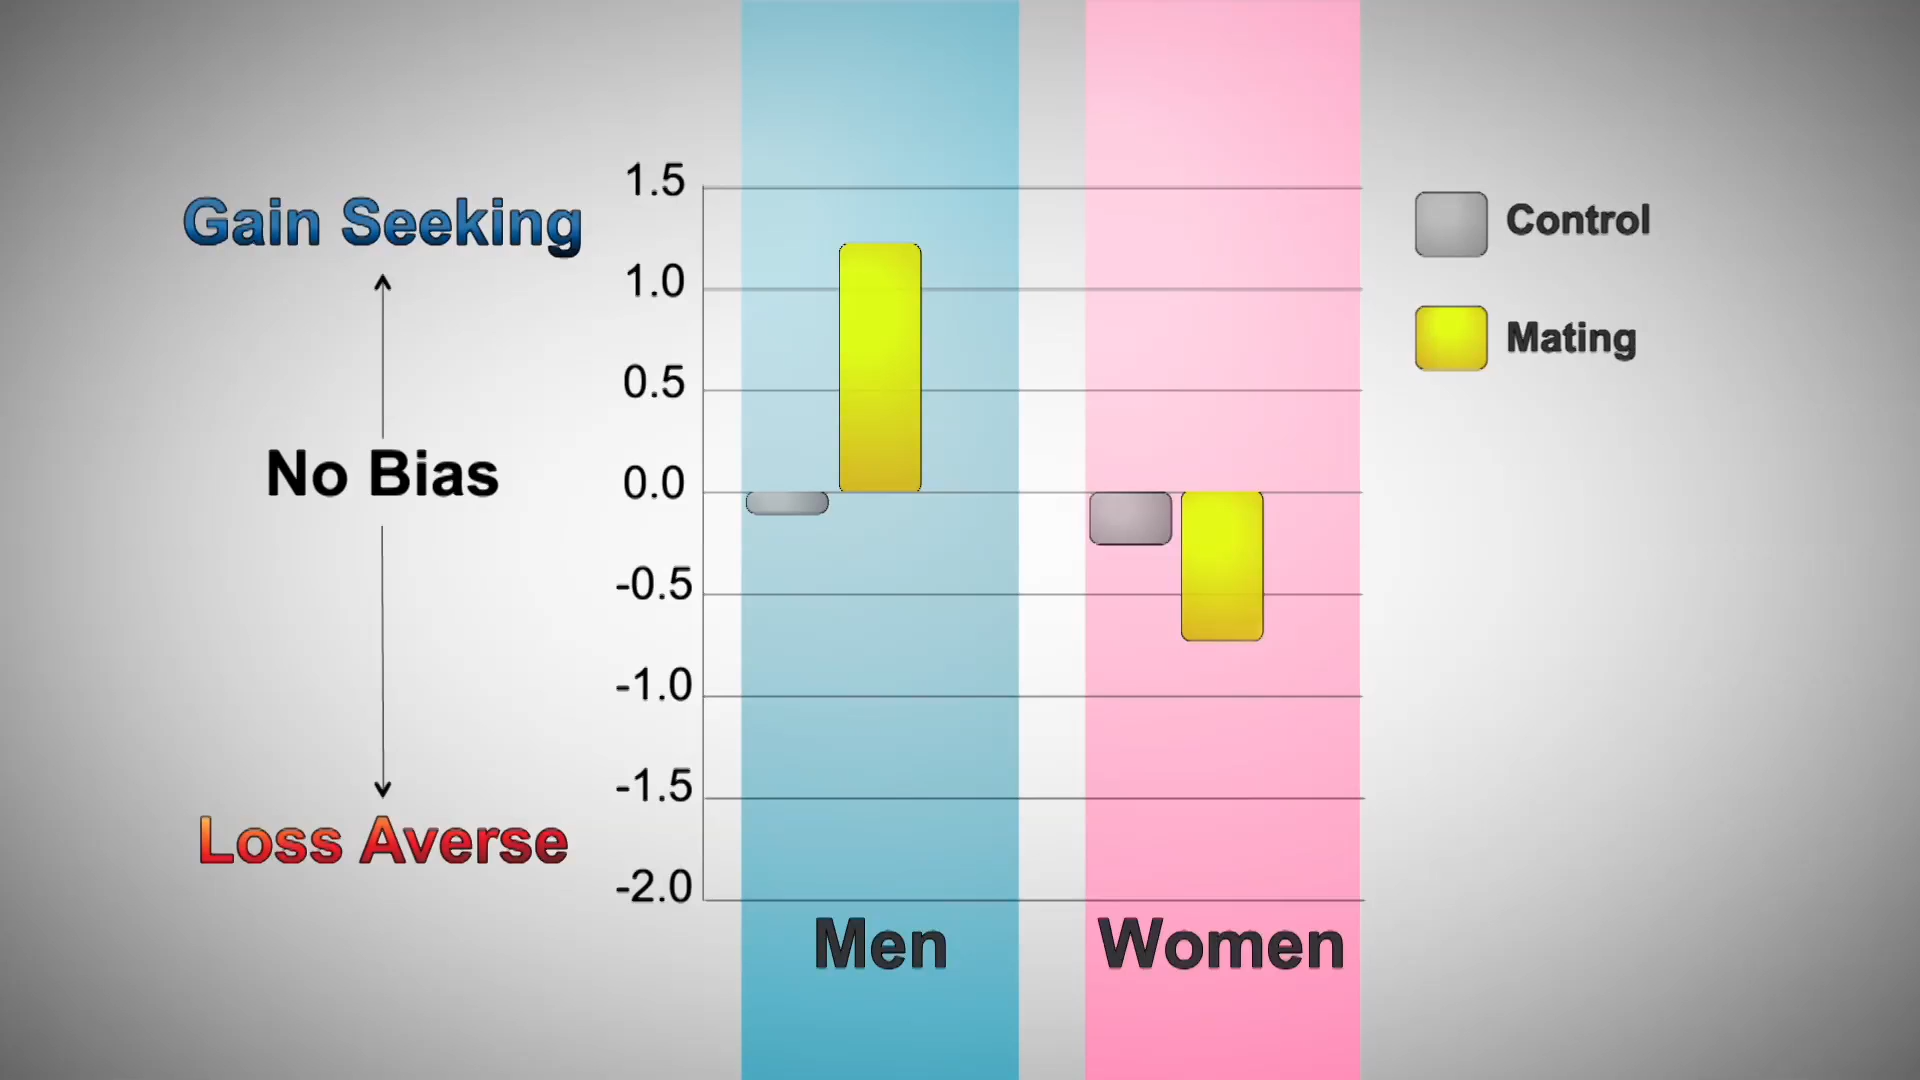 Gain Seeking
No Bias
Loss Averse
1.5
1.0
0.5
0.0
-0.5
-1.0
-1.5
-2.0
Men
Women
Control
Mating